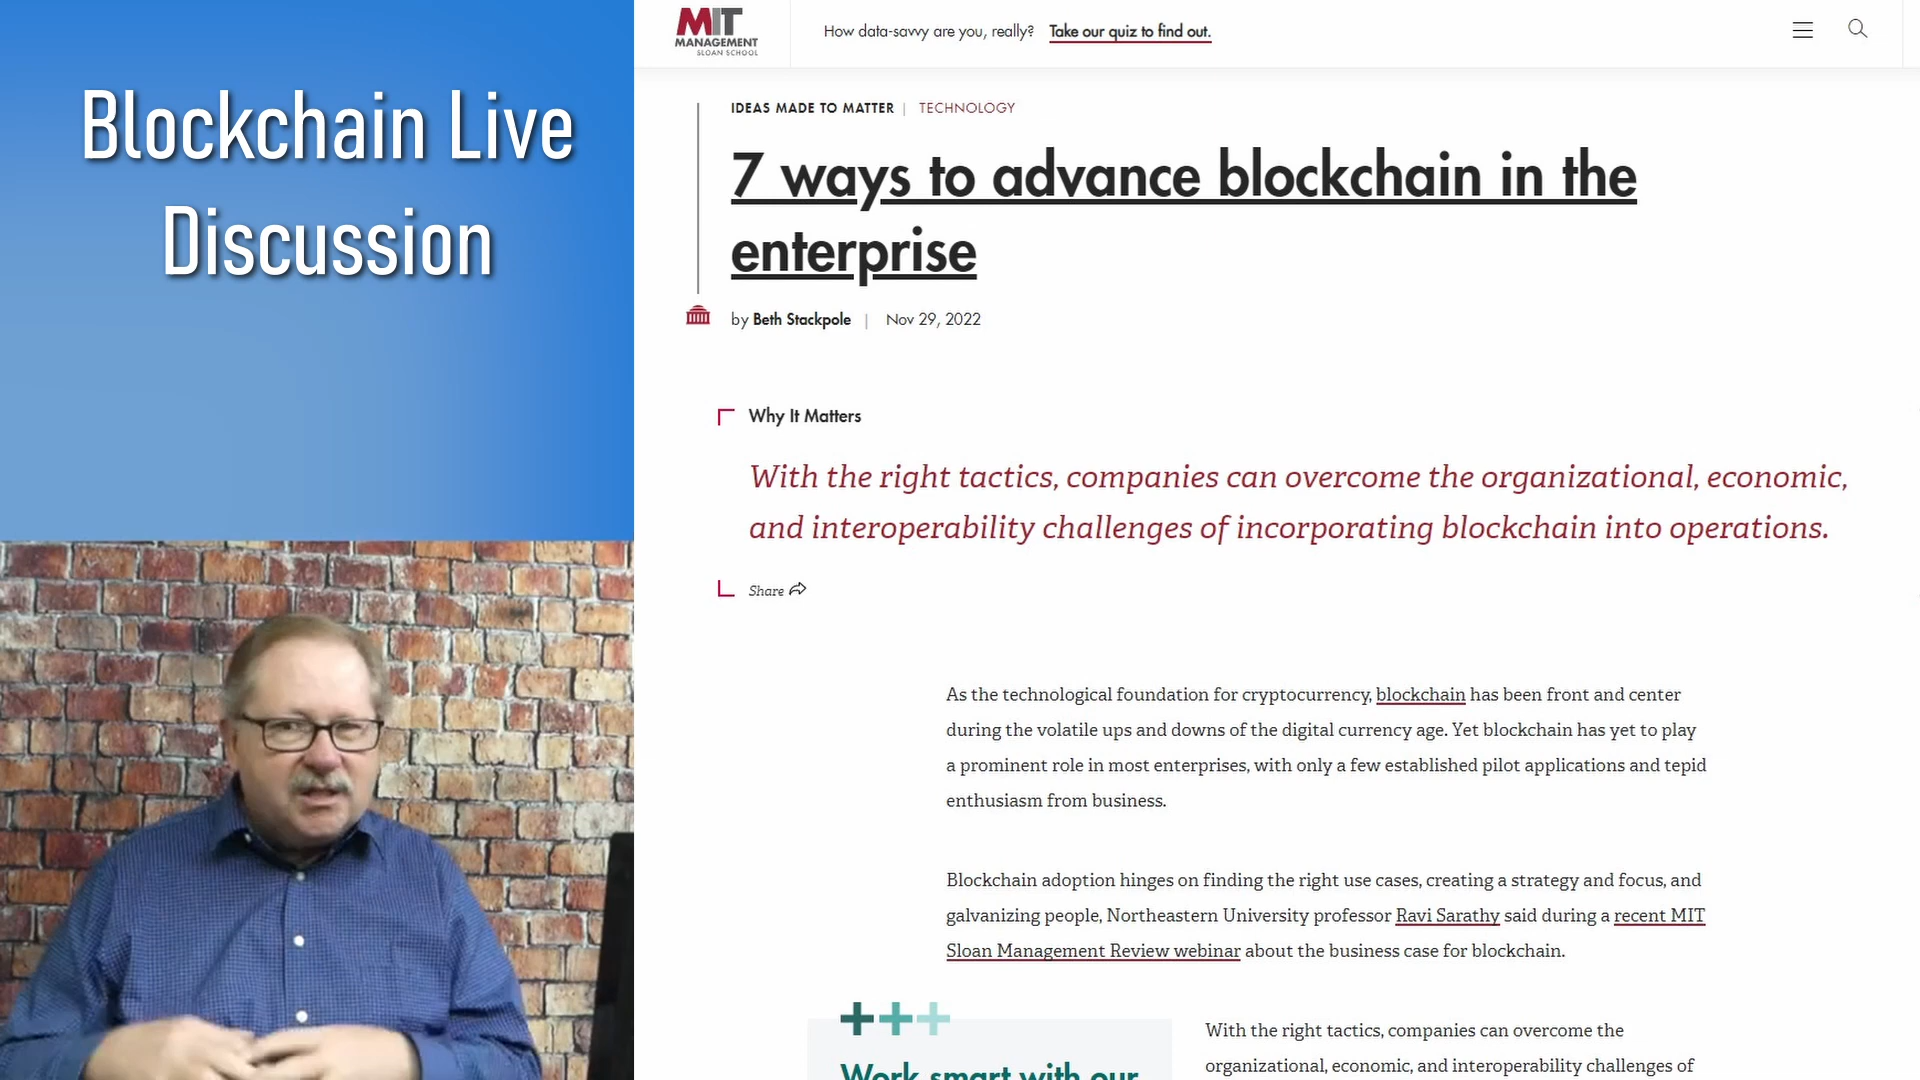 Blockchain Live
Discussion
MIT
MANAGEMENT
SLOAN SCHOOL
How data-savvy are you, really? Take our quiz to find out.
IDEAS MADE TO MATTER | TECHNOLOGY
7 ways to advance blockchain in the
enterprise
by Beth Stackpole | Nov 29, 2022
Why It Matters
With the right tactics, companies can overcome the organizational, economic,
and interoperability challenges of incorporating blockchain into operations.
Share
As the technological foundation for cryptocurrency, blockchain has been front and center
during the volatile ups and downs of the digital currency age. Yet blockchain has yet to play
a prominent role in most enterprises, with only a few established pilot applications and tepid
enthusiasm from business.
Blockchain adoption hinges on finding the right use cases, creating a strategy and focus, and
galvanizing people, Northeastern University professor Ravi Sarathy said during a recent MIT
Sloan Management Review webinar about the business case for blockchain.
+++
Work smart with our
With the right tactics, companies can overcome the
organizational, economic, and interoperability challenges of